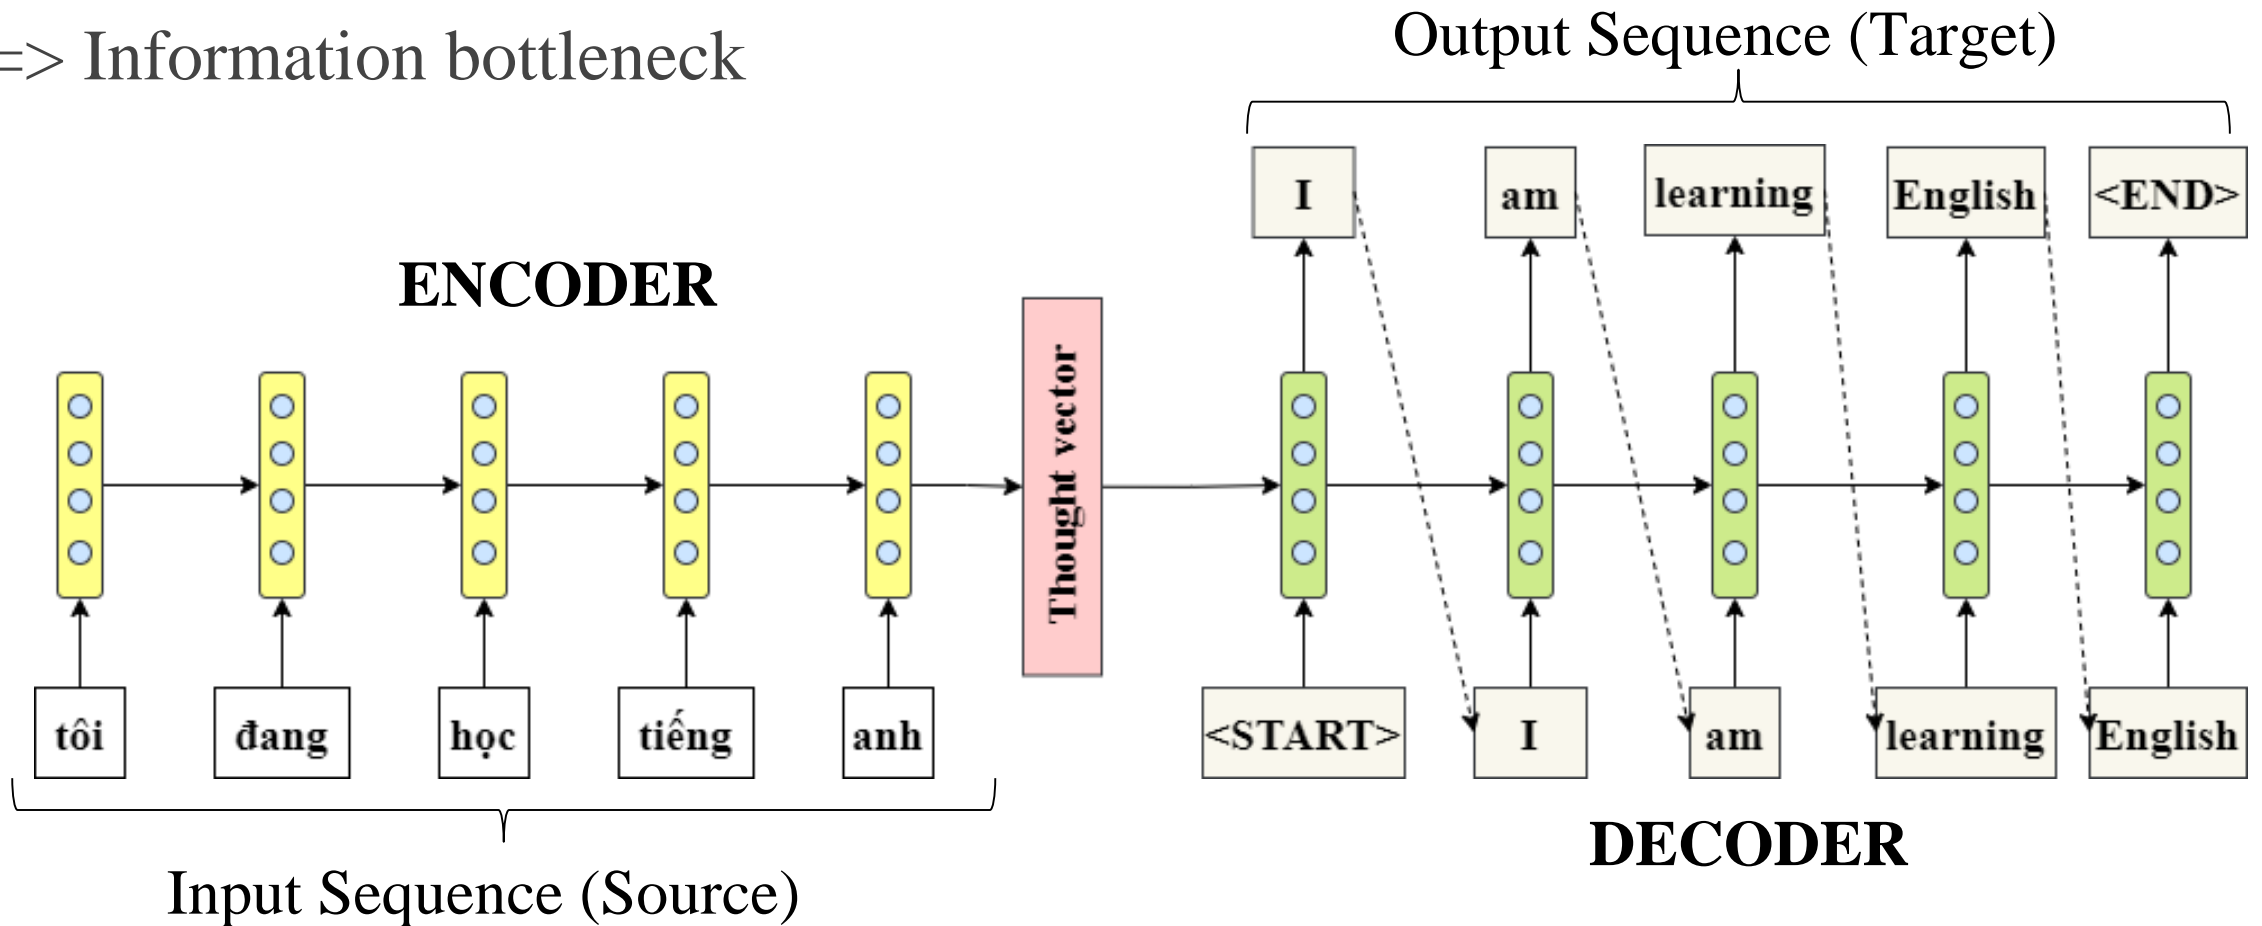 => Information bottleneck
Output Sequence (Target)
I am learning English <END>
ENCODER
Thought vector
tôi đang học tiếng anh
<START> I am learning English
DECODER
Input Sequence (Source)